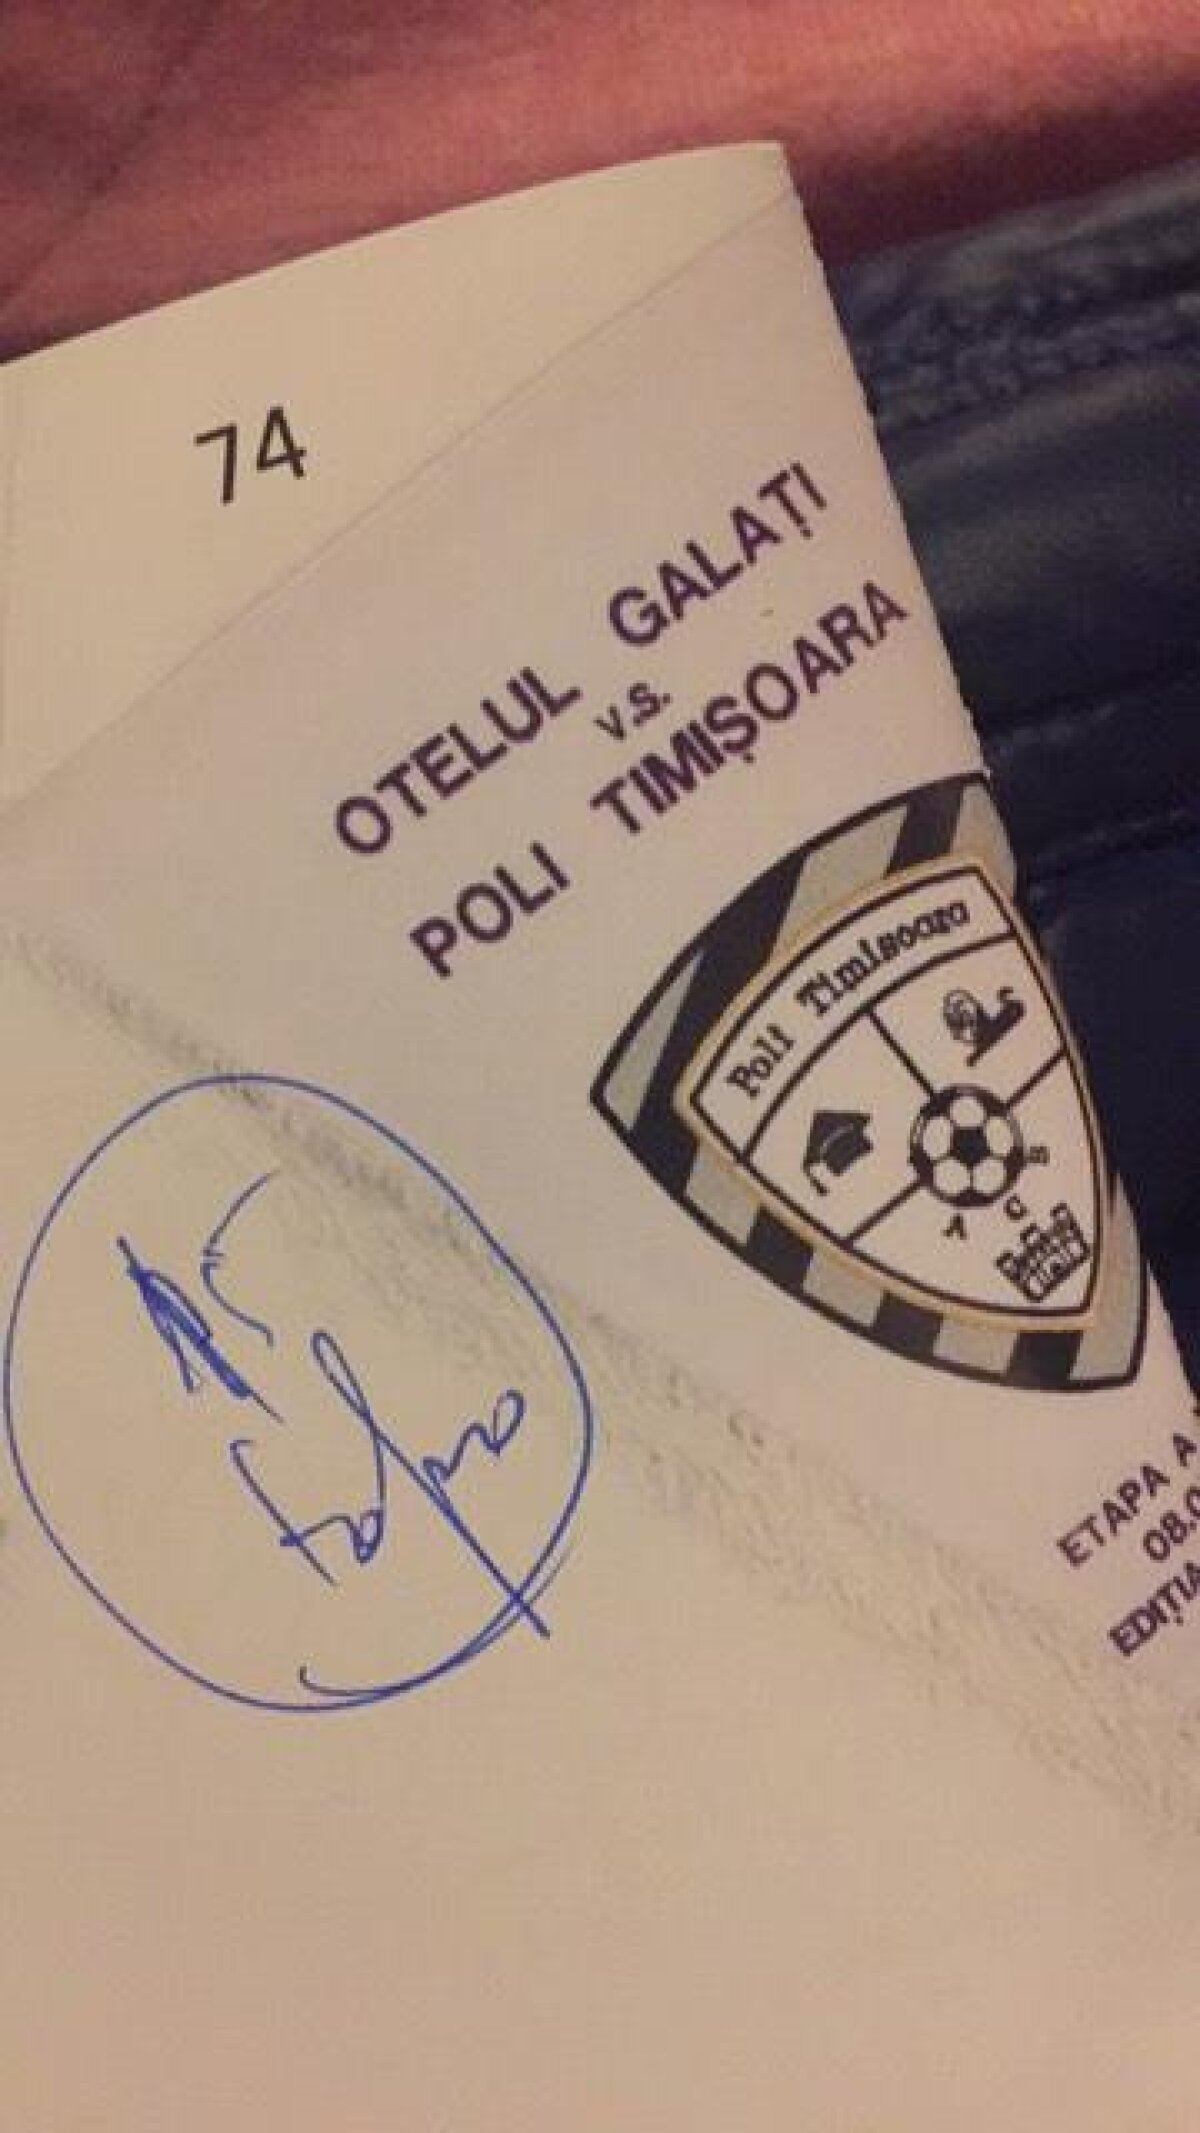 74
OTELUL GALAȚI
v.s.
POLI TIMIȘOARA
Poli Timisoara
A C S
ETAPA A
08.0
EDIȚIA